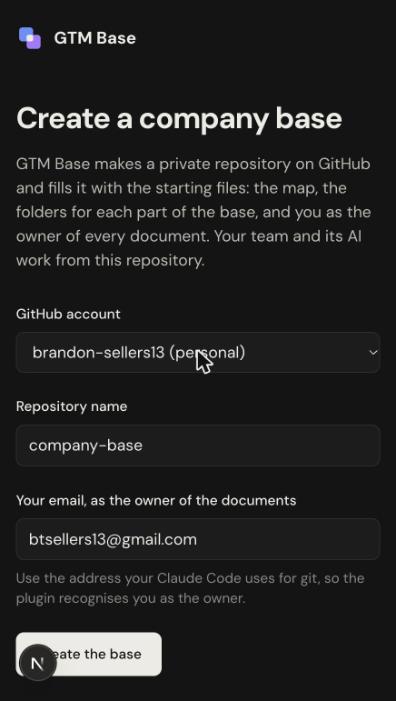 GTM Base
Create a company base
GTM Base makes a private repository on GitHub
and fills it with the starting files: the map, the
folders for each part of the base, and you as the
owner of every document. Your team and its AI
work from this repository.
GitHub account
brandon-sellers13 (personal)
Repository name
company-base
Your email, as the owner of the documents
btsellers13@gmail.com
Use the address your Claude Code uses for git, so the
plugin recognises you as the owner.
the base
N